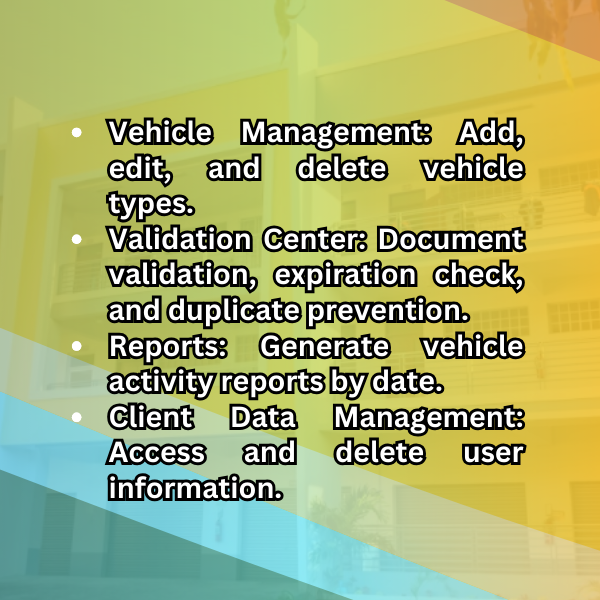 • Vehicle Management: Add,
edit, and delete vehicle
types.
• Validation Center: Document
validation, expiration check,
and duplicate prevention.
• Reports: Generate vehicle
activity reports by date.
• Client Data Management:
Access and delete user
information.